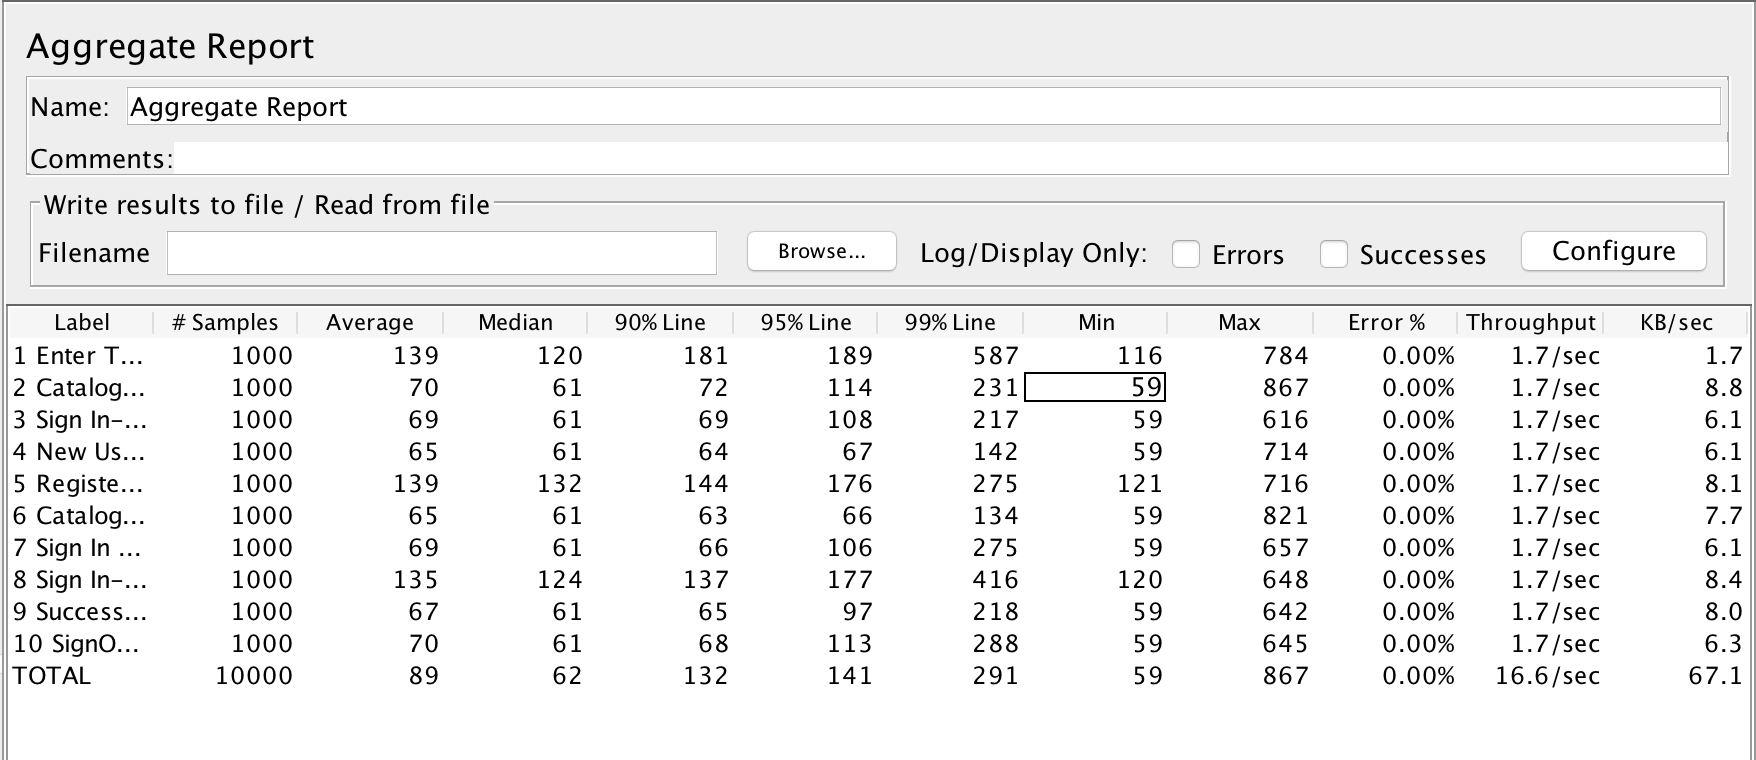 Aggregate Report
Name: Aggregate Report
Comments:
Write results to file / Read from file
Filename Browse... Log/Display Only: Errors Successes Configure
Label # Samples Average Median 90% Line 95% Line 99% Line Min Max Error % Throughput KB/sec
1 Enter T... 1000 139 120 181 189 587 116 784 0.00% 1.7/sec 1.7
2 Catalog... 1000 70 61 72 114 231 59 867 0.00% 1.7/sec 8.8
3 Sign In-... 1000 69 61 69 108 217 59 616 0.00% 1.7/sec 6.1
4 New Us... 1000 65 61 64 67 142 59 714 0.00% 1.7/sec 6.1
5 Registe... 1000 139 132 144 176 275 121 716 0.00% 1.7/sec 8.1
6 Catalog... 1000 65 61 63 66 134 59 821 0.00% 1.7/sec 7.7
7 Sign In ... 1000 69 61 66 106 275 59 657 0.00% 1.7/sec 6.1
8 Sign In-... 1000 135 124 137 177 416 120 648 0.00% 1.7/sec 8.4
9 Success... 1000 67 61 65 97 218 59 642 0.00% 1.7/sec 8.0
10 SignO... 1000 70 61 68 113 288 59 645 0.00% 1.7/sec 6.3
TOTAL 10000 89 62 132 141 291 59 867 0.00% 16.6/sec 67.1